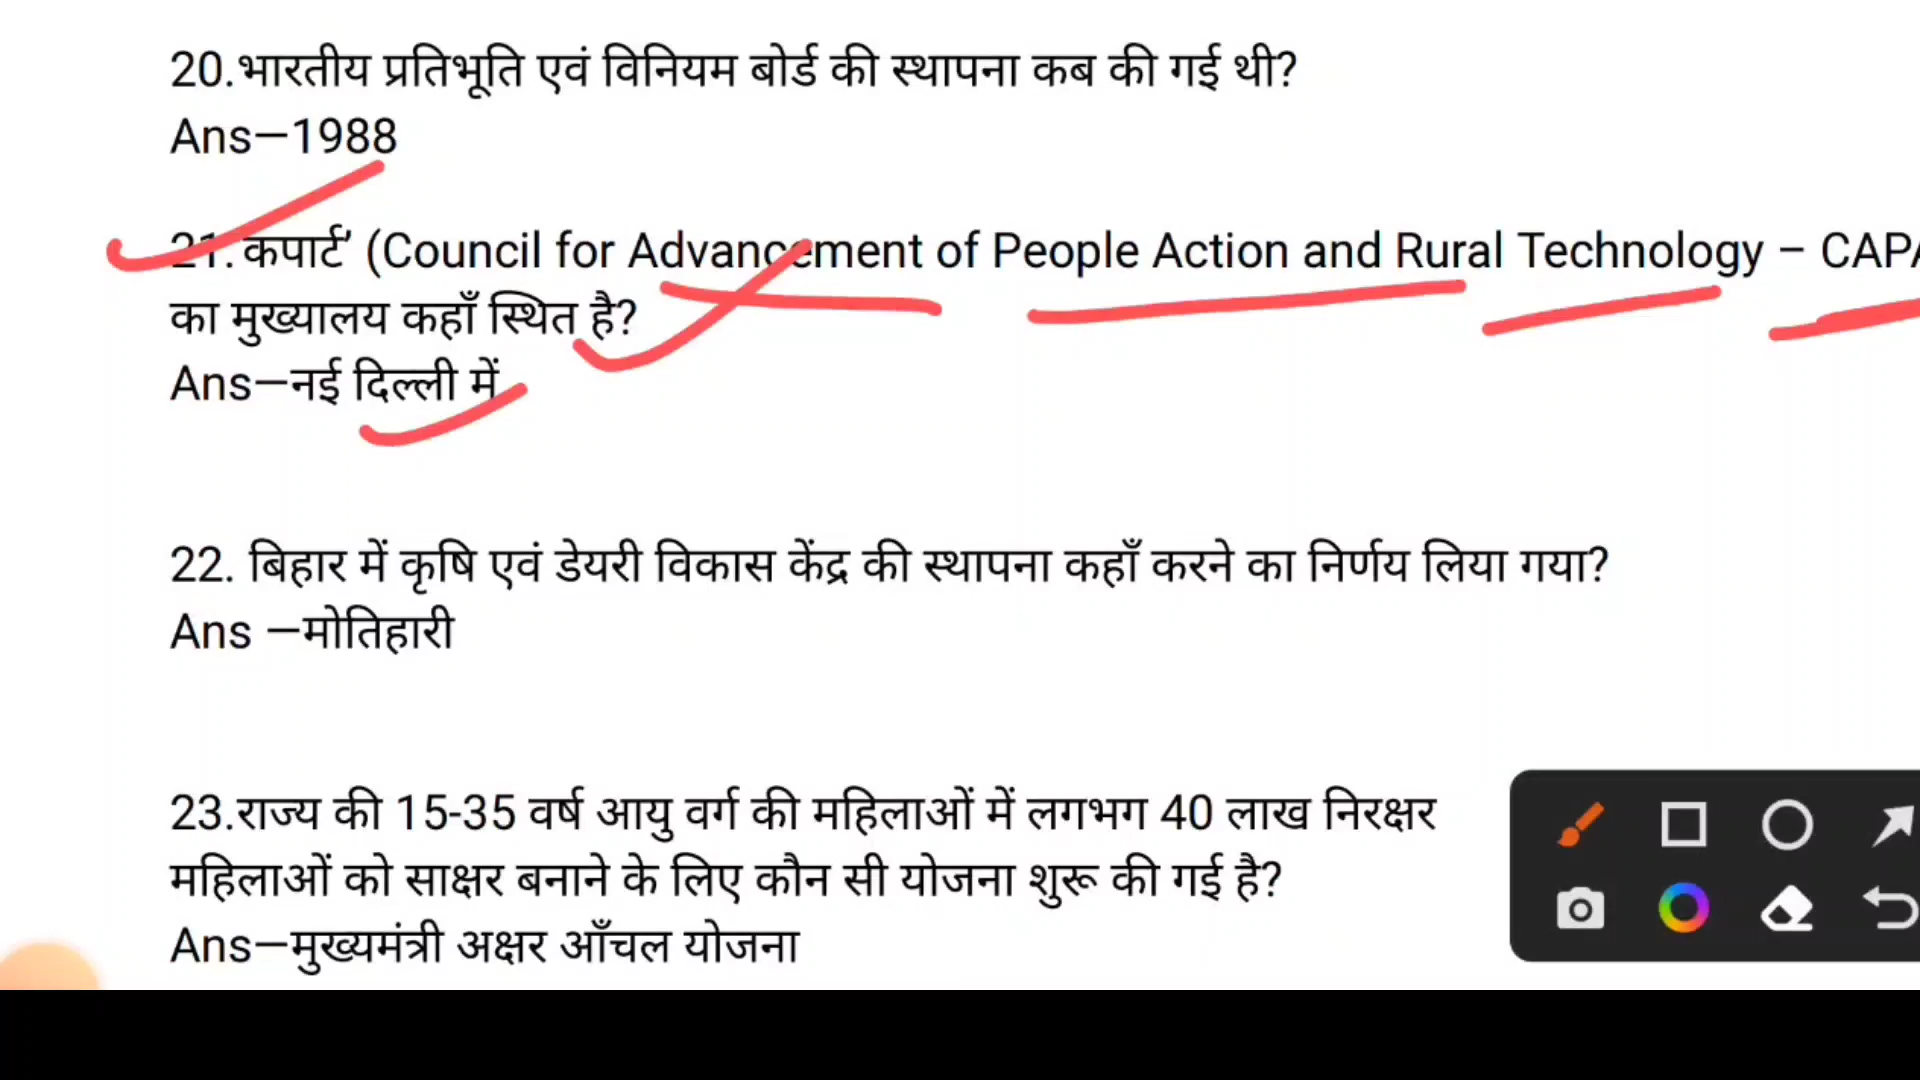 20.भारतीय प्रतिभूति एवं विनियम बोर्ड की स्थापना कब की गई थी?
Ans—1988
21.'कपार्ट' (Council for Advancement of People Action and Rural Technology – CAPA
का मुख्यालय कहाँ स्थित है?
Ans—नई दिल्ली में
22. बिहार में कृषि एवं डेयरी विकास केंद्र की स्थापना कहाँ करने का निर्णय लिया गया?
Ans —मोतिहारी
23.राज्य की 15-35 वर्ष आयु वर्ग की महिलाओं में लगभग 40 लाख निरक्षर
महिलाओं को साक्षर बनाने के लिए कौन सी योजना शुरू की गई है?
Ans—मुख्यमंत्री अक्षर आँचल योजना